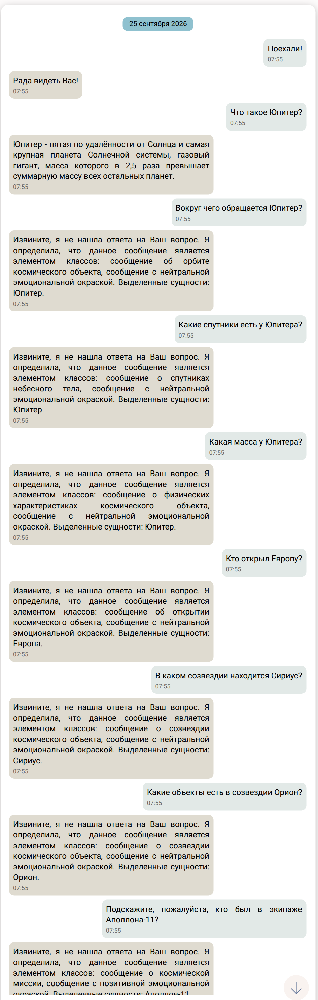 25 сентября 2026
Поехали!
07:55
Рада видеть Вас!
07:55
Что такое Юпитер?
07:55
Юпитер - пятая по удалённости от Солнца и самая
крупная планета Солнечной системы, газовый
гигант, масса которого в 2,5 раза превышает
суммарную массу всех остальных планет.
07:55
Вокруг чего обращается Юпитер?
07:55
Извините, я не нашла ответа на Ваш вопрос. Я
определила, что данное сообщение является
элементом классов: сообщение об орбите
космического объекта, сообщение с нейтральной
эмоциональной окраской. Выделенные сущности:
Юпитер.
07:55
Какие спутники есть у Юпитера?
07:55
Извините, я не нашла ответа на Ваш вопрос. Я
определила, что данное сообщение является
элементом классов: сообщение о спутниках
небесного тела, сообщение с нейтральной
эмоциональной окраской. Выделенные сущности:
Юпитер.
07:55
Какая масса у Юпитера?
07:55
Извините, я не нашла ответа на Ваш вопрос. Я
определила, что данное сообщение является
элементом классов: сообщение о физических
характеристиках космического объекта,
сообщение с нейтральной эмоциональной
окраской. Выделенные сущности: Юпитер.
07:55
Кто открыл Европу?
07:55
Извините, я не нашла ответа на Ваш вопрос. Я
определила, что данное сообщение является
элементом классов: сообщение об открытии
космического объекта, сообщение с нейтральной
эмоциональной окраской. Выделенные сущности:
Европа.
07:55
В каком созвездии находится Сириус?
07:55
Извините, я не нашла ответа на Ваш вопрос. Я
определила, что данное сообщение является
элементом классов: сообщение о созвездии
космического объекта, сообщение с нейтральной
эмоциональной окраской. Выделенные сущности:
Сириус.
07:55
Какие объекты есть в созвездии Орион?
07:55
Извините, я не нашла ответа на Ваш вопрос. Я
определила, что данное сообщение является
элементом классов: сообщение о созвездии
космического объекта, сообщение с нейтральной
эмоциональной окраской. Выделенные сущности:
Орион.
07:55
Подскажите, пожалуйста, кто был в экипаже
Аполлона-11?
07:55
Извините, я не нашла ответа на Ваш вопрос. Я
определила, что данное сообщение является
элементом классов: сообщение о космической
миссии, сообщение с позитивной эмоциональной
окраской. Выделенные сущности: Аполлон-11